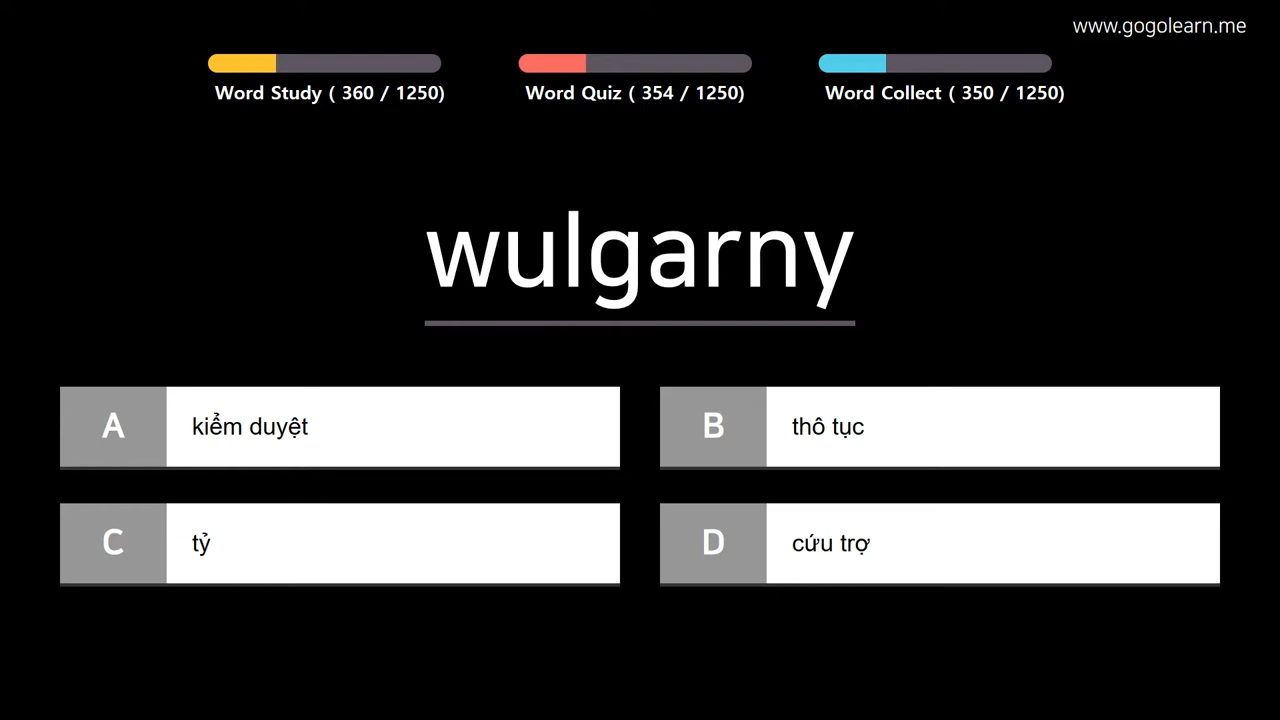 www.gogolearn.me
Word Study ( 360 / 1250)
Word Quiz ( 354 / 1250)
Word Collect ( 350 / 1250)
wulgarny
A kiểm duyệt
B thô tục
C tỷ
D cứu trợ